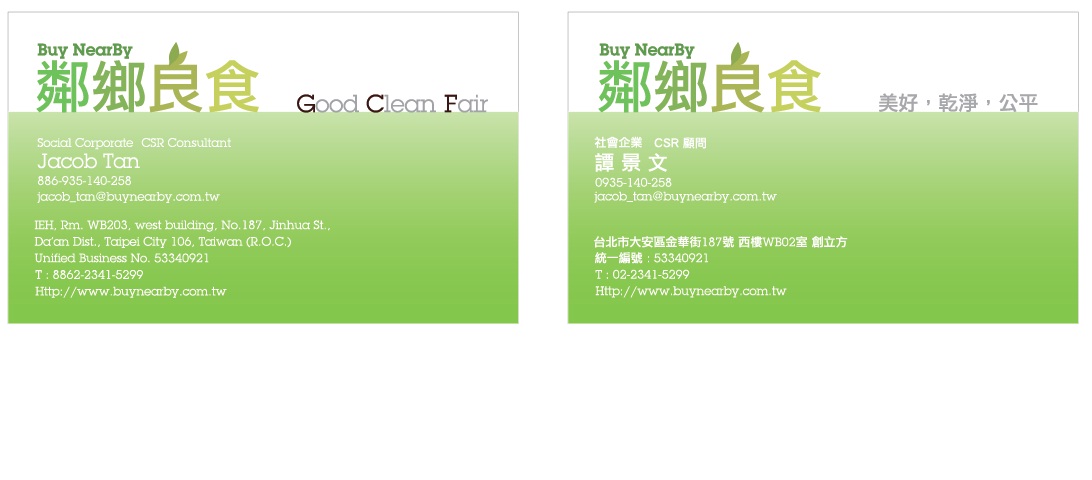 Buy NearBy
鄰鄉良食
Good Clean Fair
Social Corporate CSR Consultant
Jacob Tan
886-935-140-258
jacob_tan@buynearby.com.tw
IEH, Rm. WB203, west building, No.187, Jinhua St.,
Da'an Dist., Taipei City 106, Taiwan (R.O.C.)
Unified Business No. 53340921
T : 8862-2341-5299
Http://www.buynearby.com.tw
Buy NearBy
鄰鄉良食
美好，乾淨，公平
社會企業 CSR 顧問
譚景文
0935-140-258
jacob_tan@buynearby.com.tw
台北市大安區金華街187號 西樓WB02室 創立方
統一編號 : 53340921
T : 02-2341-5299
Http://www.buynearby.com.tw